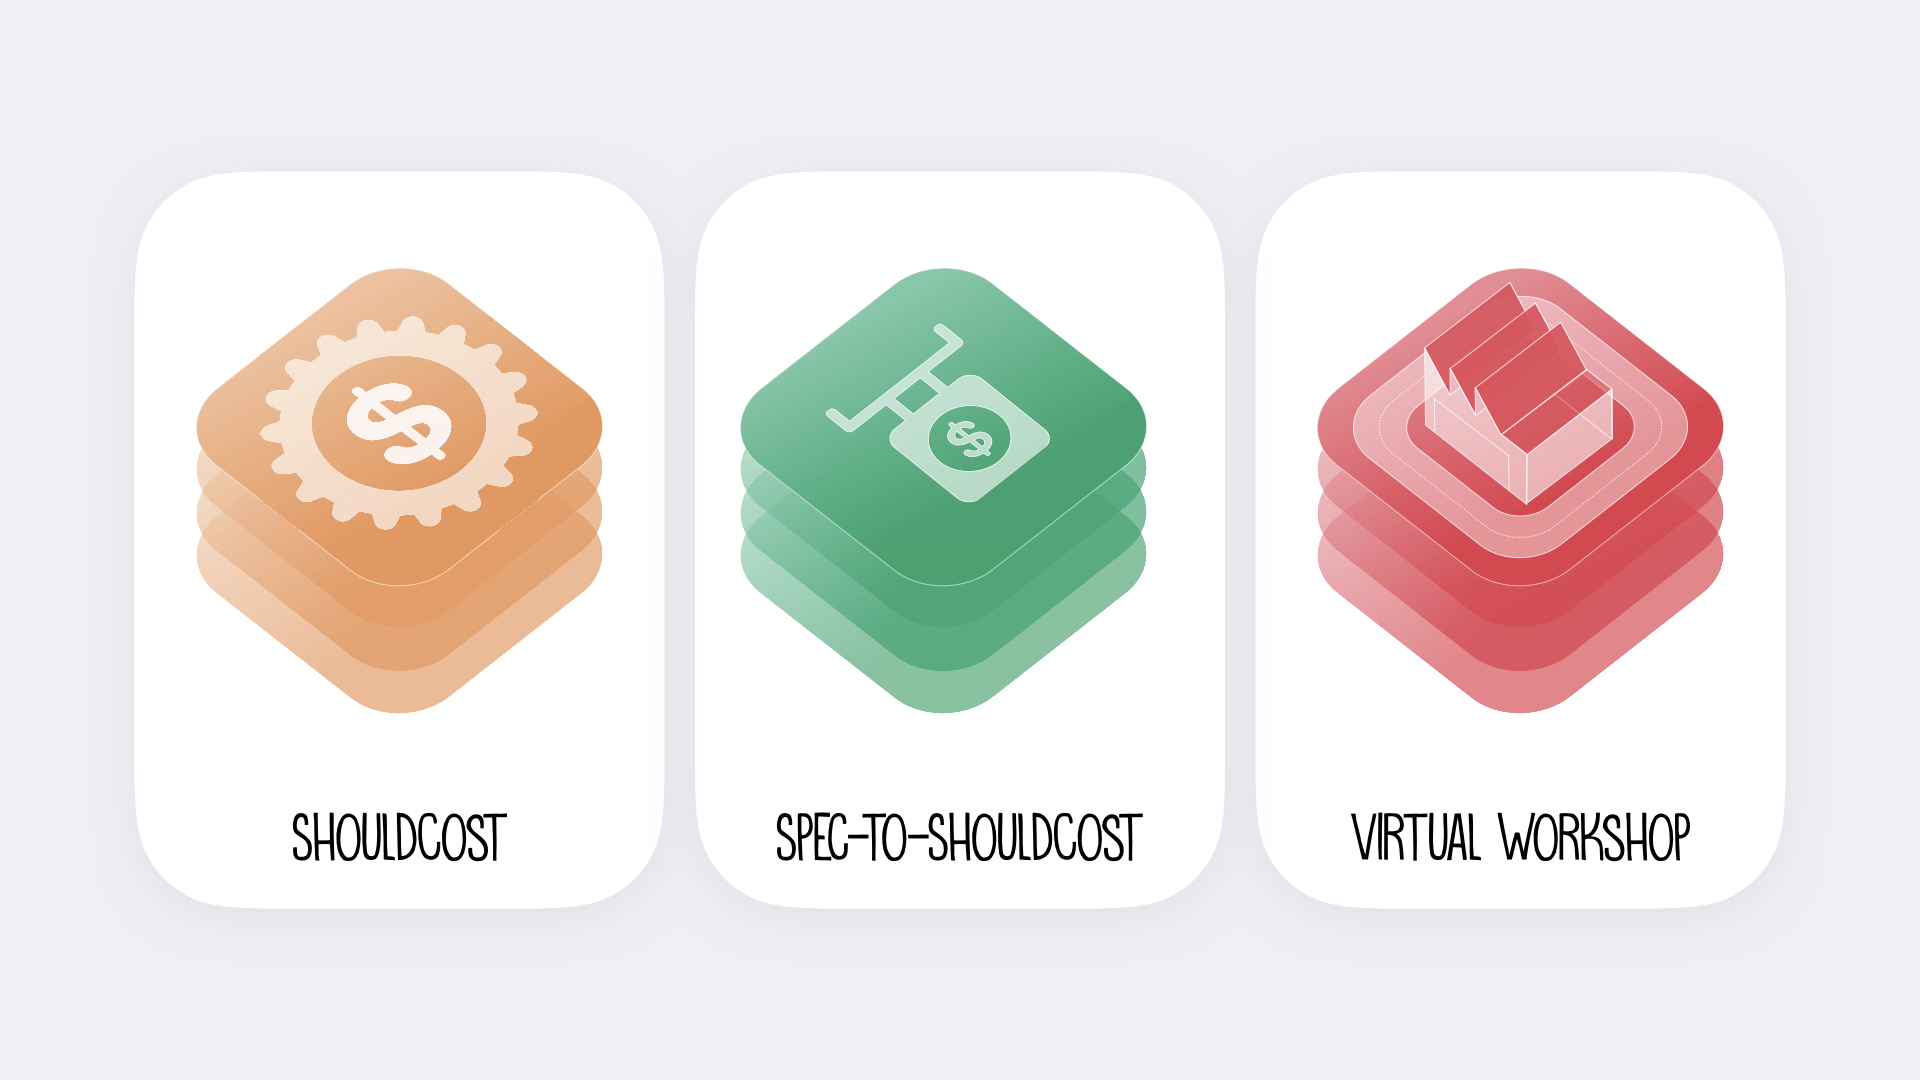 $
SHOULDCOST
$
SPEC-TO-SHOULDCOST
VIRTUAL WORKSHOP